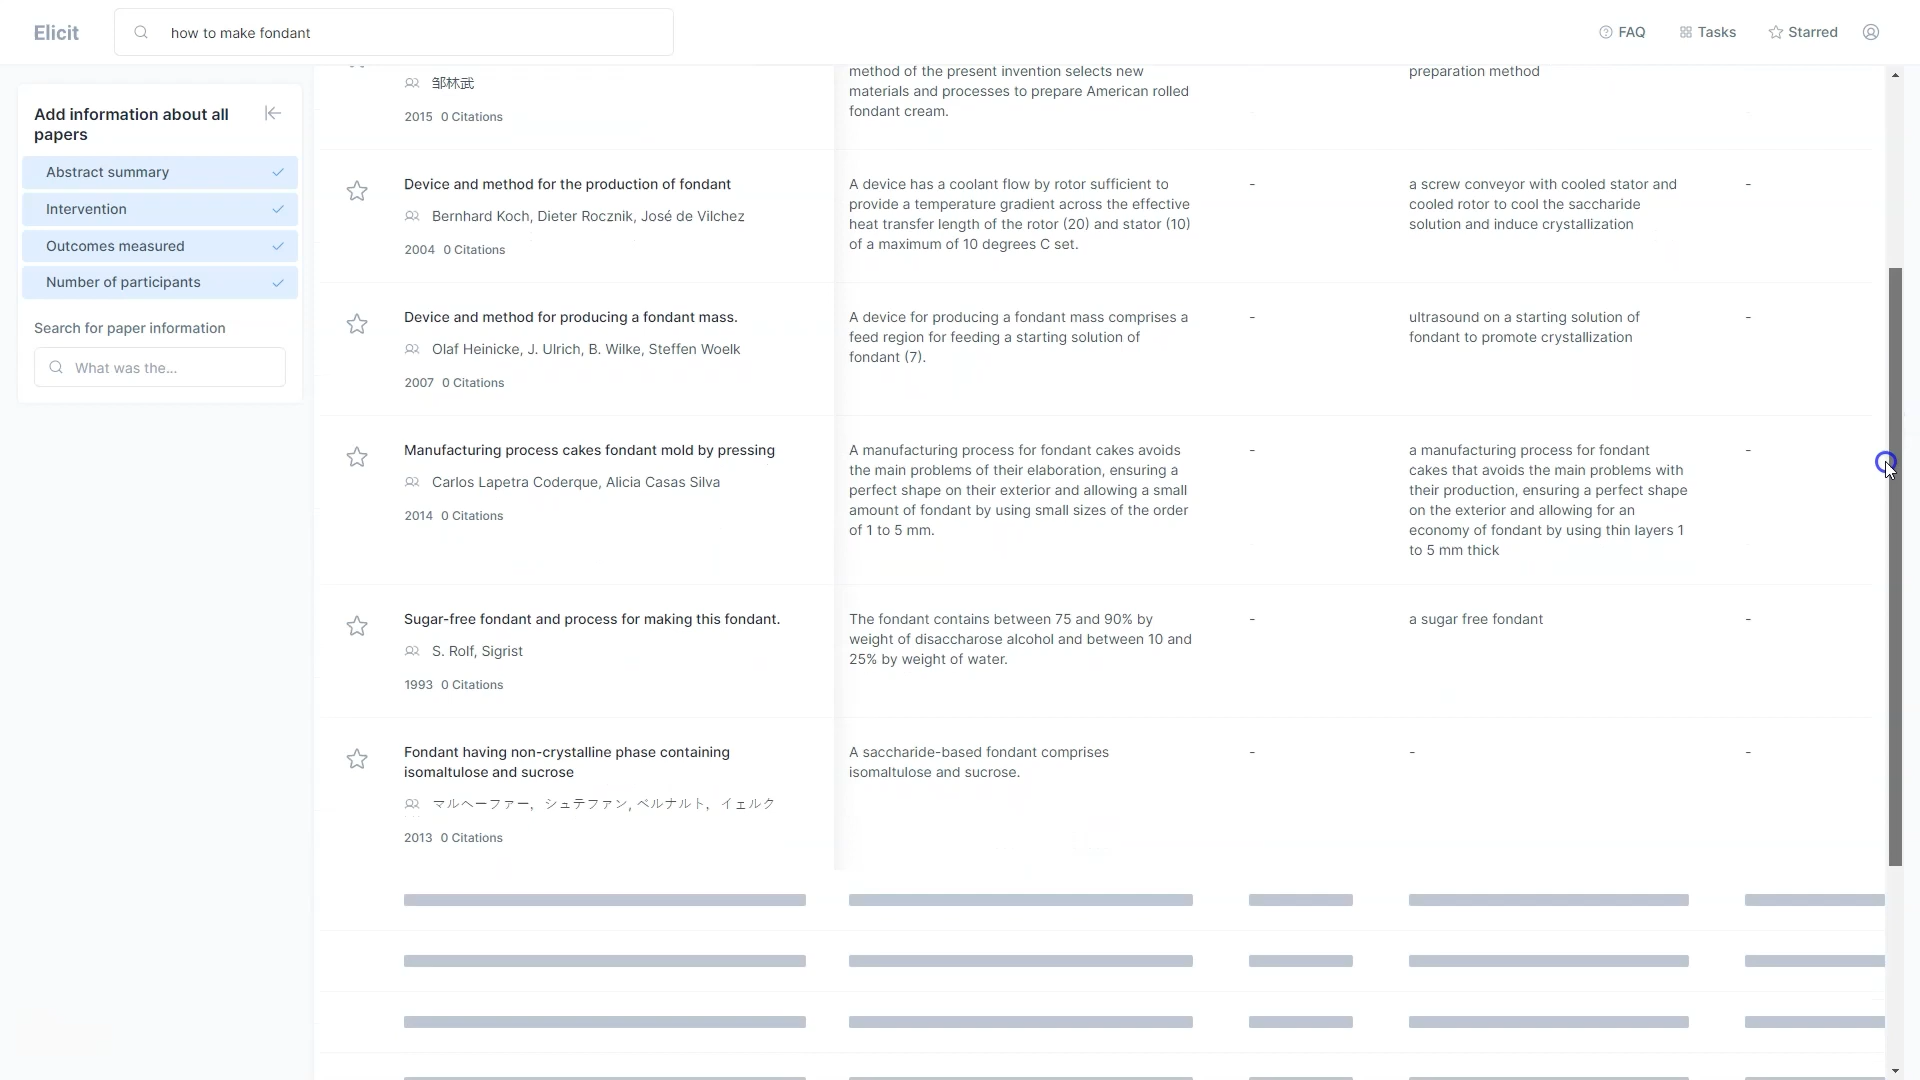 Elicit
how to make fondant
FAQ
Tasks
Starred
Add information about all
papers
Abstract summary
Intervention
Outcomes measured
Number of participants
Search for paper information
What was the...
邹林武
2015 0 Citations
method of the present invention selects new
materials and processes to prepare American rolled
fondant cream.
preparation method
Device and method for the production of fondant
Bernhard Koch, Dieter Rocznik, José de Vilchez
2004 0 Citations
A device has a coolant flow by rotor sufficient to
provide a temperature gradient across the effective
heat transfer length of the rotor (20) and stator (10)
of a maximum of 10 degrees C set.
-
a screw conveyor with cooled stator and
cooled rotor to cool the saccharide
solution and induce crystallization
-
Device and method for producing a fondant mass.
Olaf Heinicke, J. Ulrich, B. Wilke, Steffen Woelk
2007 0 Citations
A device for producing a fondant mass comprises a
feed region for feeding a starting solution of
fondant (7).
-
ultrasound on a starting solution of
fondant to promote crystallization
-
Manufacturing process cakes fondant mold by pressing
Carlos Lapetra Coderque, Alicia Casas Silva
2014 0 Citations
A manufacturing process for fondant cakes avoids
the main problems of their elaboration, ensuring a
perfect shape on their exterior and allowing a small
amount of fondant by using small sizes of the order
of 1 to 5 mm.
-
a manufacturing process for fondant
cakes that avoids the main problems with
their production, ensuring a perfect shape
on the exterior and allowing for an
economy of fondant by using thin layers 1
to 5 mm thick
-
Sugar-free fondant and process for making this fondant.
S. Rolf, Sigrist
1993 0 Citations
The fondant contains between 75 and 90% by
weight of disaccharose alcohol and between 10 and
25% by weight of water.
-
a sugar free fondant
-
Fondant having non-crystalline phase containing
isomaltulose and sucrose
マルヘーファー, シュテファン, ベルナルト, イェルク
2013 0 Citations
A saccharide-based fondant comprises
isomaltulose and sucrose.
-
-
-